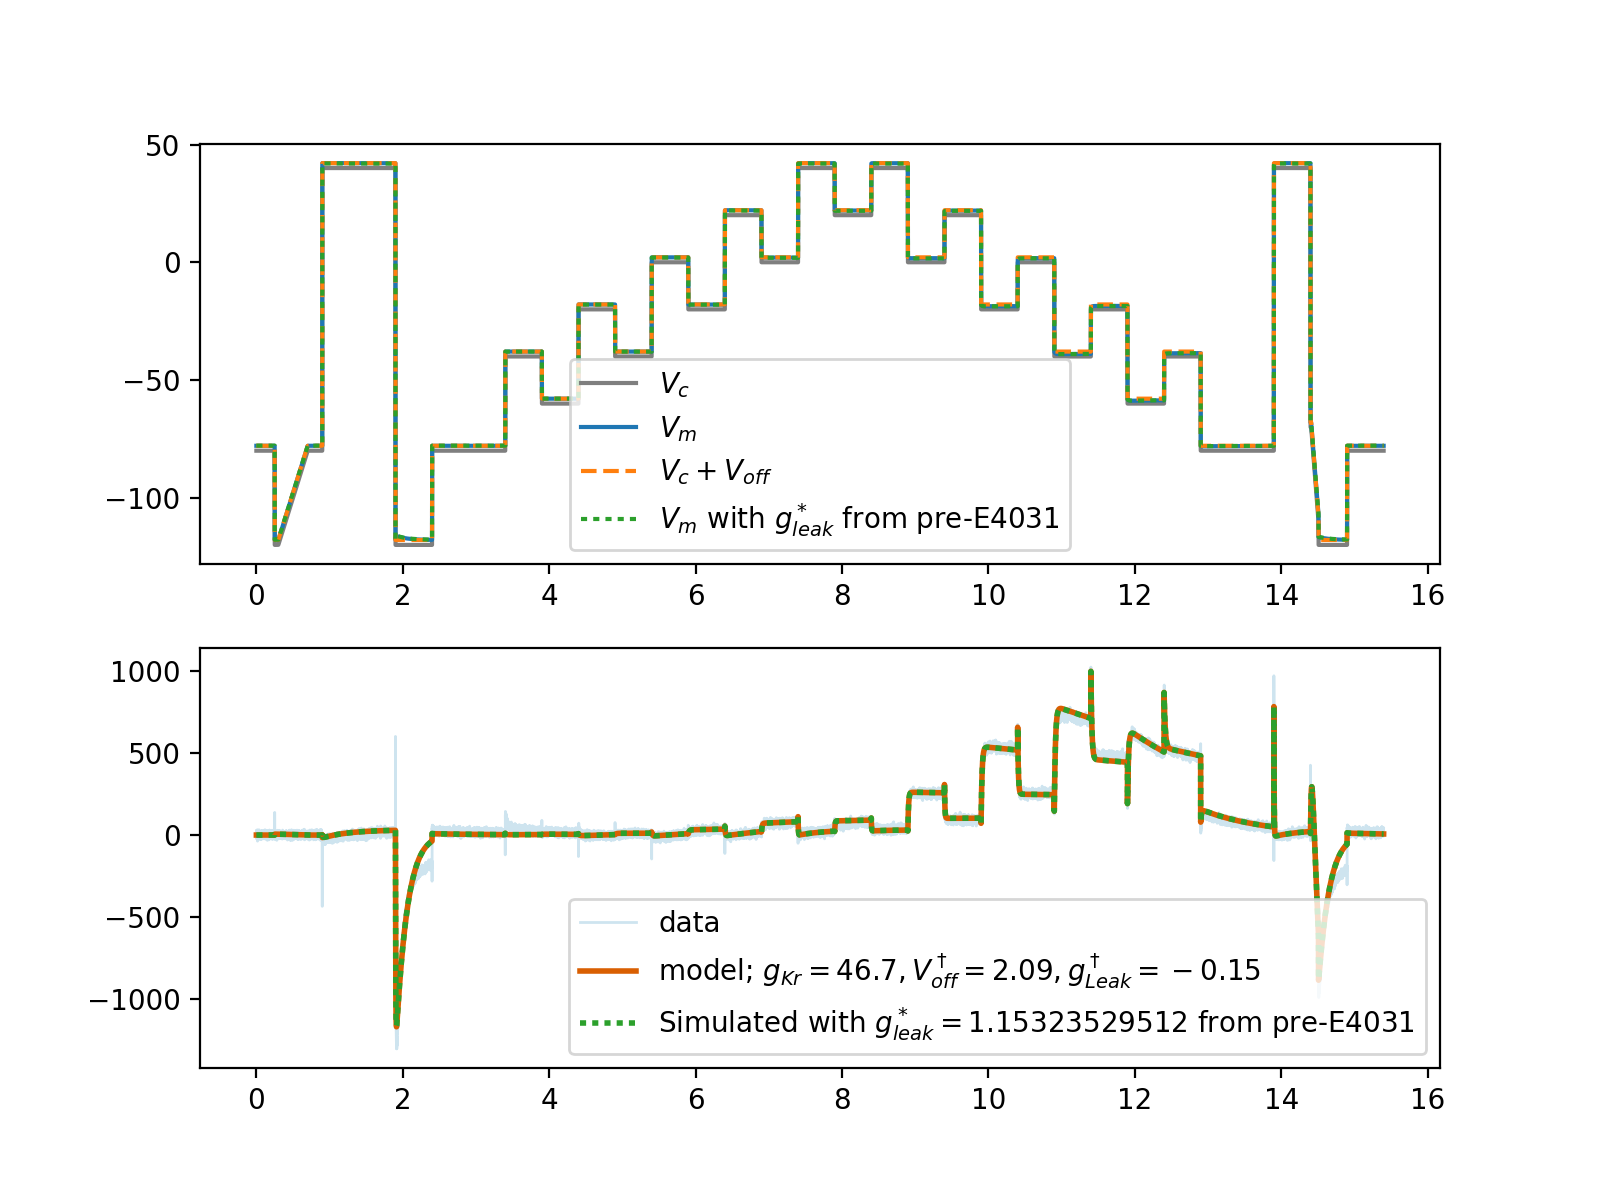 50
0
−50
−100
0 2 4 6 8 10 12 14 16
V_c
V_m
V_c + V_off
V_m with g*_leak from pre-E4031
1000
500
0
−500
−1000
0 2 4 6 8 10 12 14 16
data
model; g_Kr = 46.7, V†_off = 2.09, g†_Leak = −0.15
Simulated with g*_leak = 1.15323529512 from pre-E4031